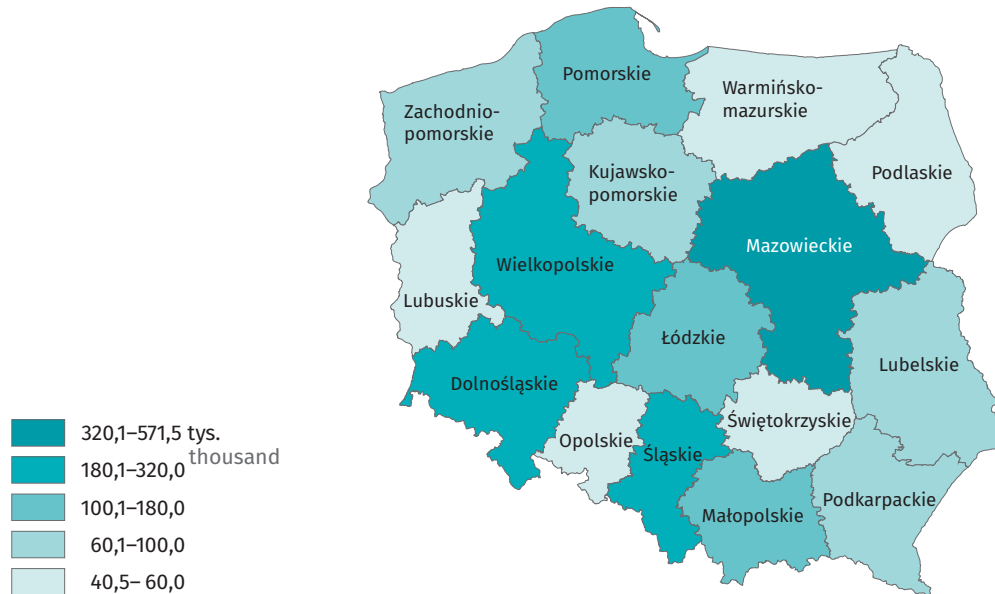 Pomorskie
Warmińsko-
mazurskie
Zachodnio-
pomorskie
Kujawsko-
pomorskie
Podlaskie
Mazowieckie
Wielkopolskie
Lubuskie
Łódzkie
Lubelskie
Dolnośląskie
Świętokrzyskie
Opolskie
Śląskie
Podkarpackie
Małopolskie
320,1–571,5 tys.
thousand
180,1–320,0
100,1–180,0
60,1–100,0
40,5– 60,0